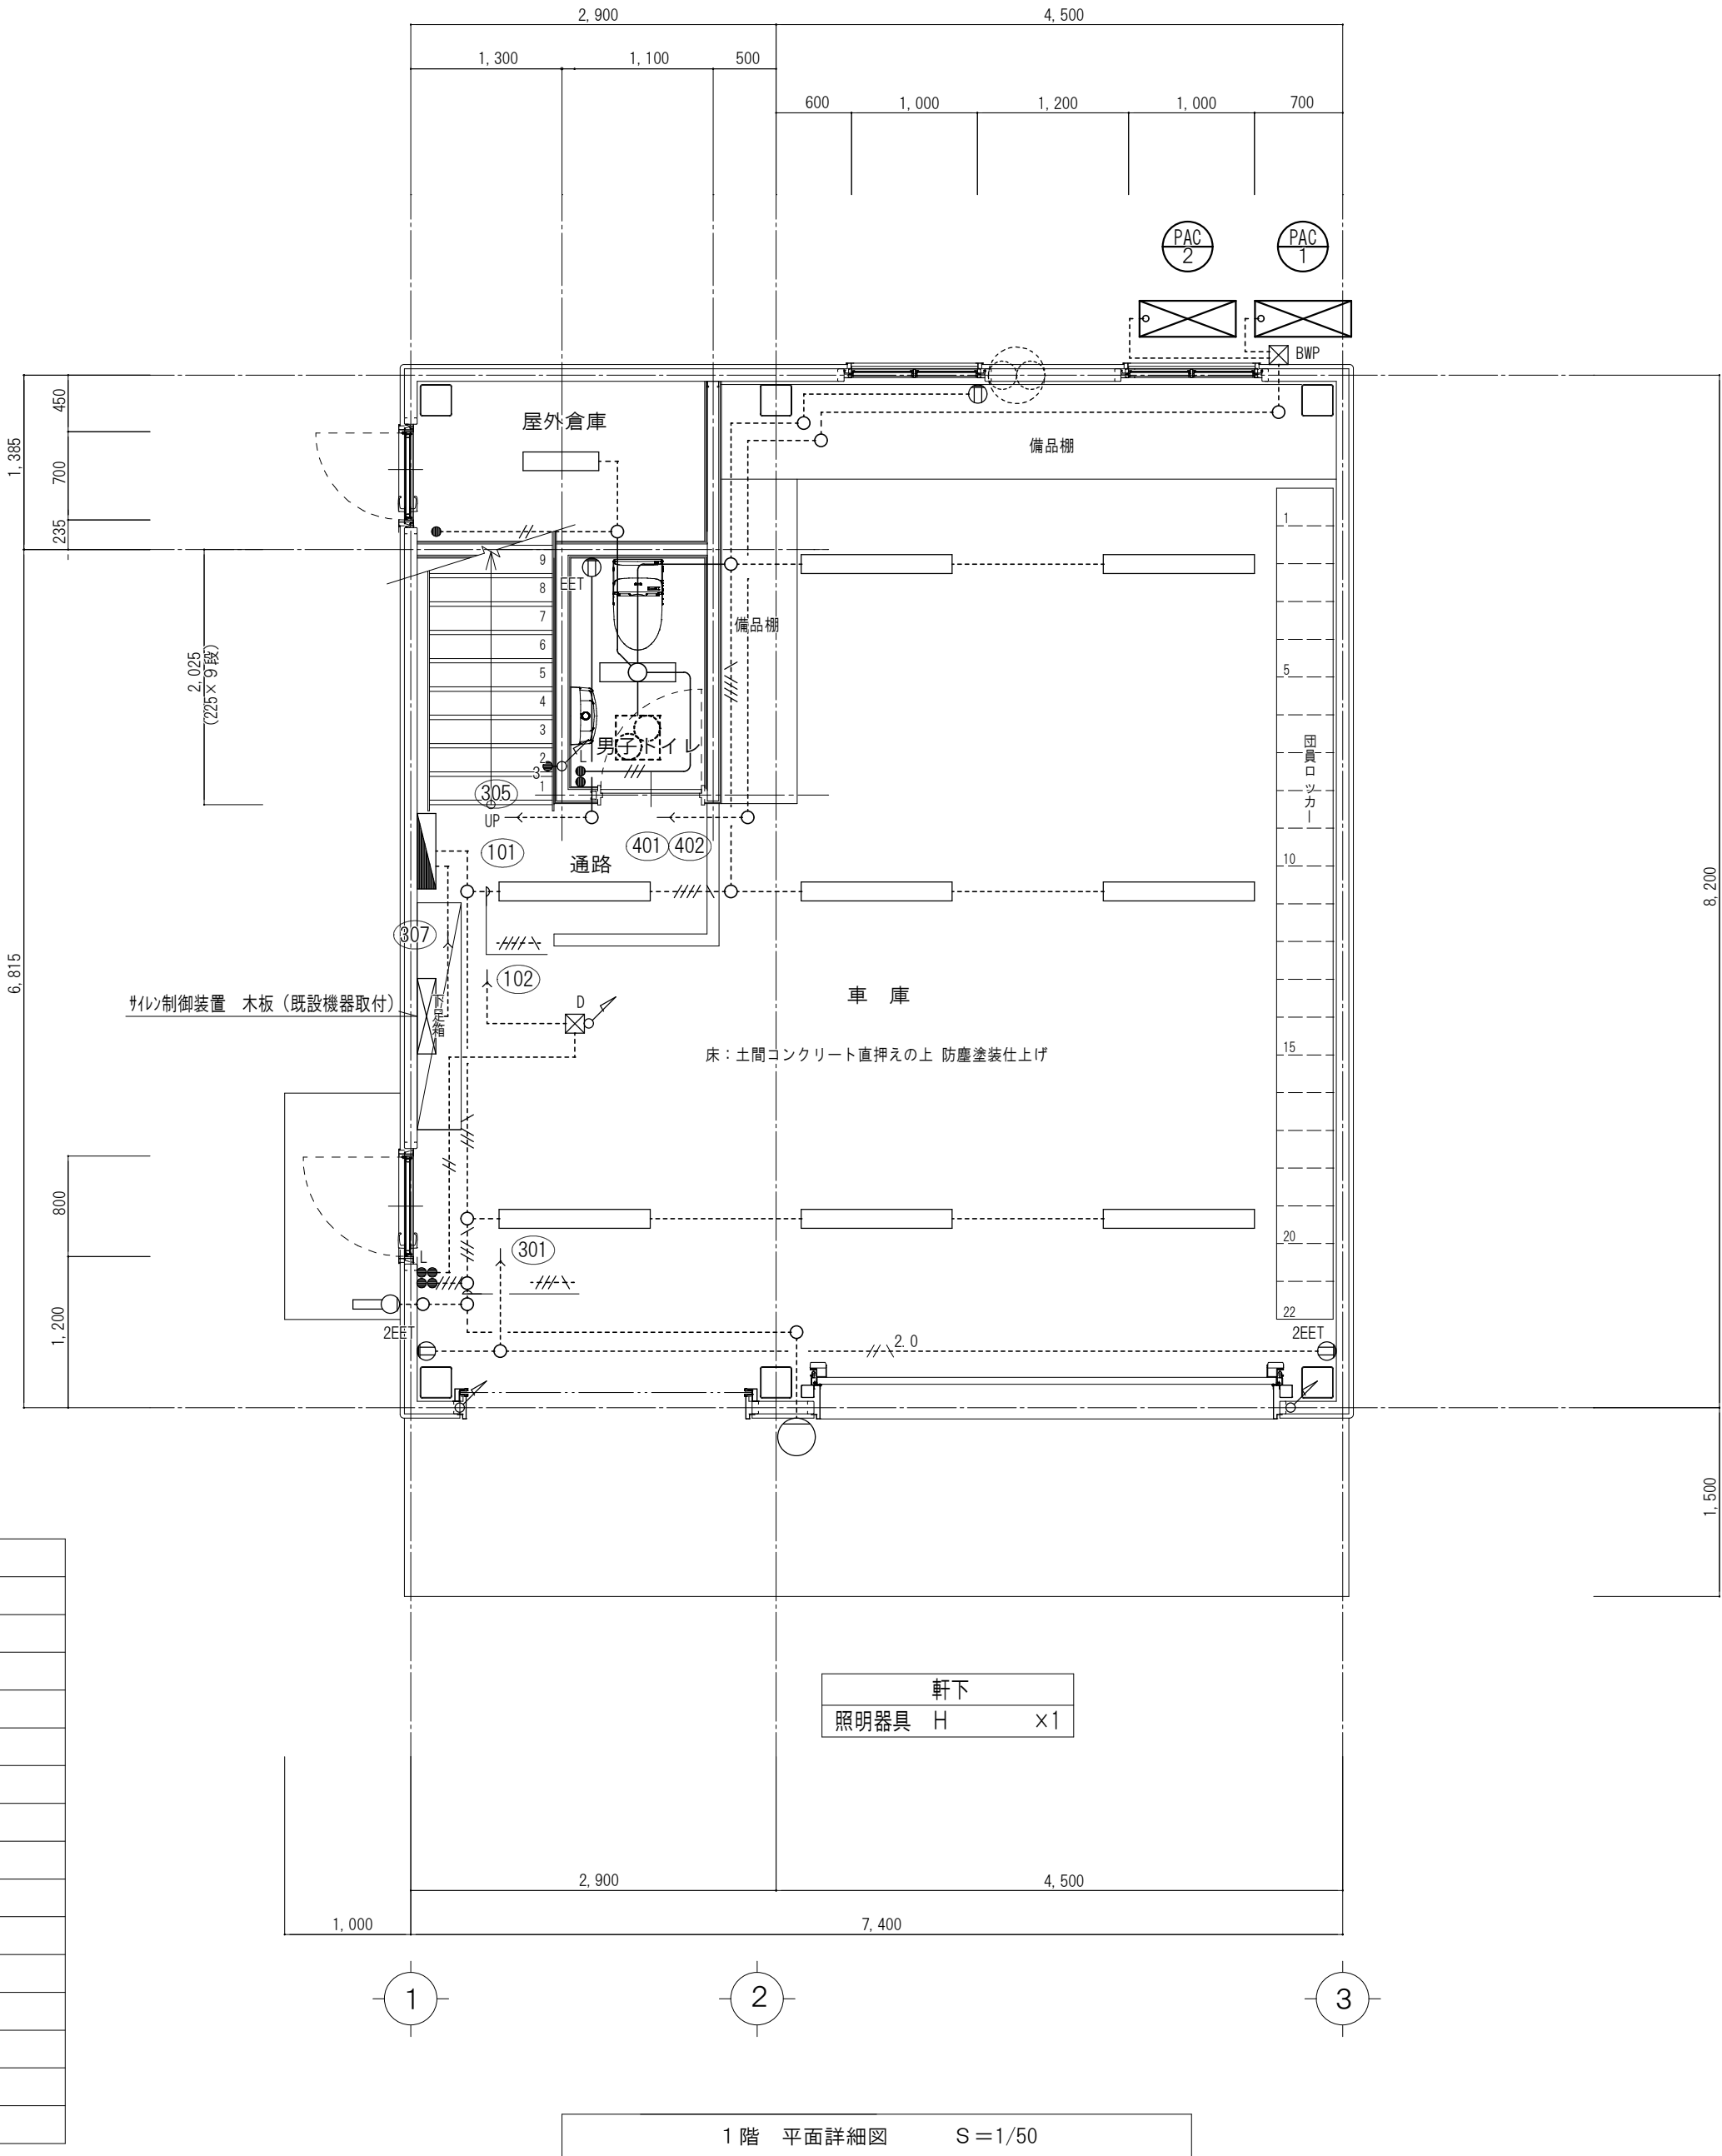 2,900
4,500
1,300
1,100
500
600
1,000
1,200
1,000
700
PAC
2
PAC
1
BWP
450
700
235
1,385
屋外倉庫
備品棚
EET
9
8
7
6
5
4
3
2
1
備品棚
2,025
(225×9段)
男子トイレ
L
3
305
UP
401
402
101
通路
307
102
D
サイレン制御装置 木板(既設機器取付)
下足箱
車 庫
床:土間コンクリート直押えの上 防塵塗装仕上げ
1
5
10
15
20
22
団員ロッカー
6,815
8,200
800
1,200
L
301
2EET
2.0
2EET
1,500
軒下
照明器具 H ×1
2,900
4,500
1,000
7,400
1
2
3
1階 平面詳細図 S=1/50